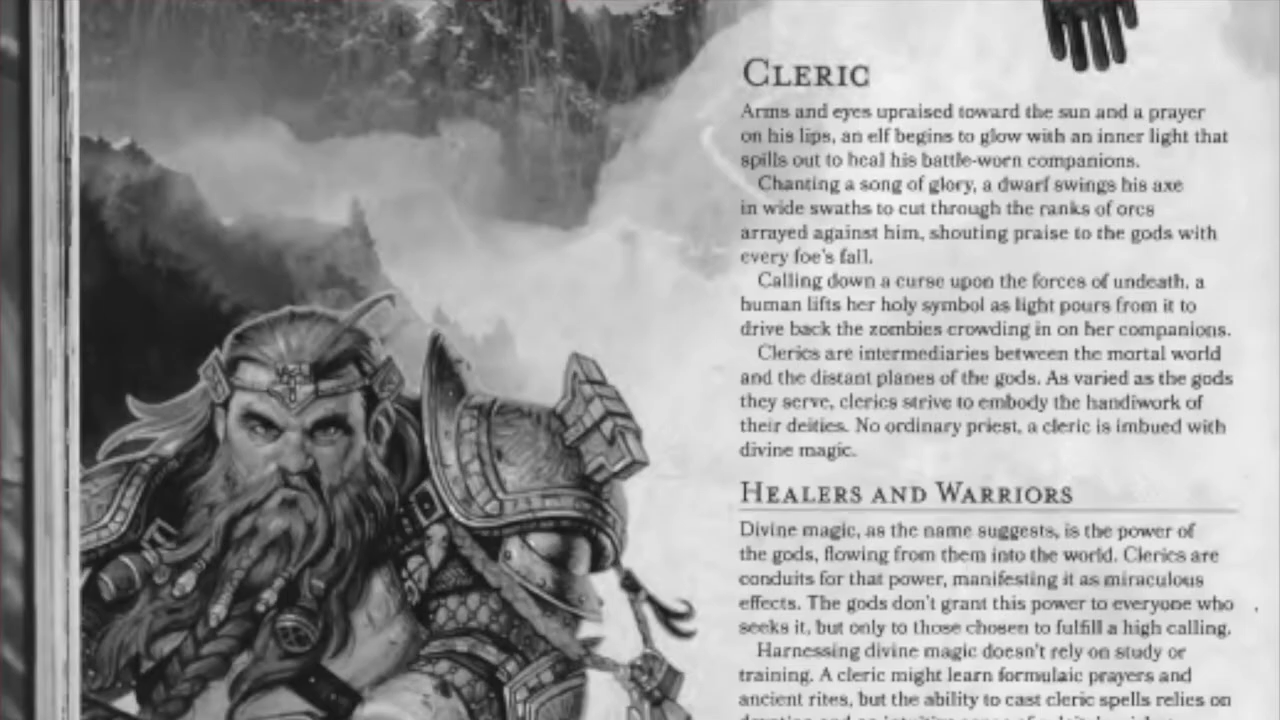 CLERIC
Arms and eyes upraised toward the sun and a prayer
on his lips, an elf begins to glow with an inner light that
spills out to heal his battle-worn companions.
Chanting a song of glory, a dwarf swings his axe
in wide swaths to cut through the ranks of orcs
arrayed against him, shouting praise to the gods with
every foe's fall.
Calling down a curse upon the forces of undeath, a
human lifts her holy symbol as light pours from it to
drive back the zombies crowding in on her companions.
Clerics are intermediaries between the mortal world
and the distant planes of the gods. As varied as the gods
they serve, clerics strive to embody the handiwork of
their deities. No ordinary priest, a cleric is imbued with
divine magic.
HEALERS AND WARRIORS
Divine magic, as the name suggests, is the power of
the gods, flowing from them into the world. Clerics are
conduits for that power, manifesting it as miraculous
effects. The gods don't grant this power to everyone who
seeks it, but only to those chosen to fulfill a high calling.
Harnessing divine magic doesn't rely on study or
training. A cleric might learn formulaic prayers and
ancient rites, but the ability to cast cleric spells relies on